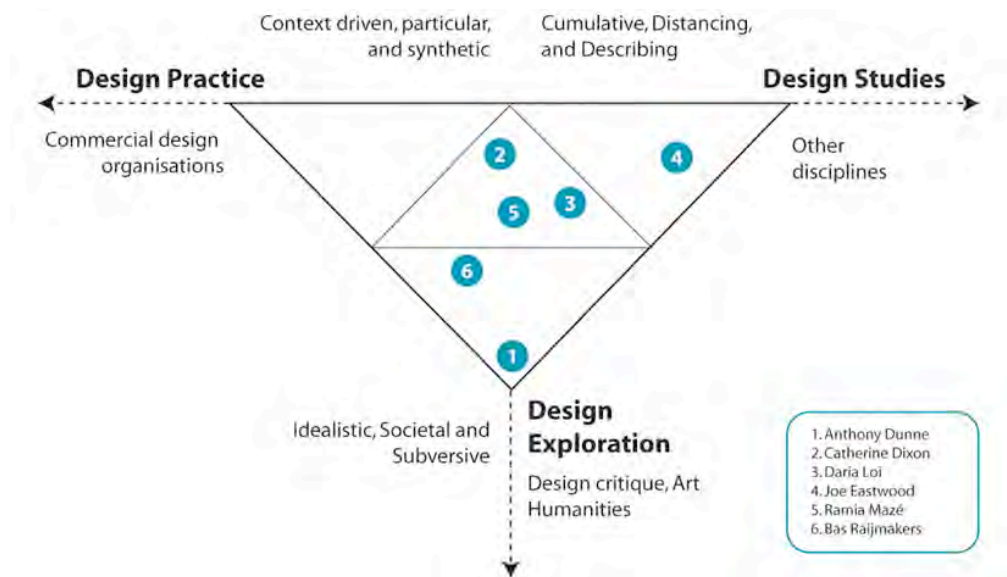 Context driven, particular,
and synthetic
Cumulative, Distancing,
and Describing
Design Practice
Design Studies
Commercial design
organisations
Other
disciplines
2
4
3
5
6
1
Idealistic, Societal and
Subversive
Design
Exploration
Design critique, Art
Humanities
1. Anthony Dunne
2. Catherine Dixon
3. Daria Loi
4. Joe Eastwood
5. Ramia Mazé
6. Bas Raijmakers